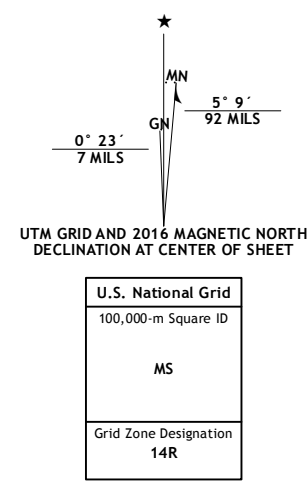 ★
MN
5° 9´
92 MILS
GN
0° 23´
7 MILS
UTM GRID AND 2016 MAGNETIC NORTH
DECLINATION AT CENTER OF SHEET
U.S. National Grid
100,000-m Square ID
MS
Grid Zone Designation
14R